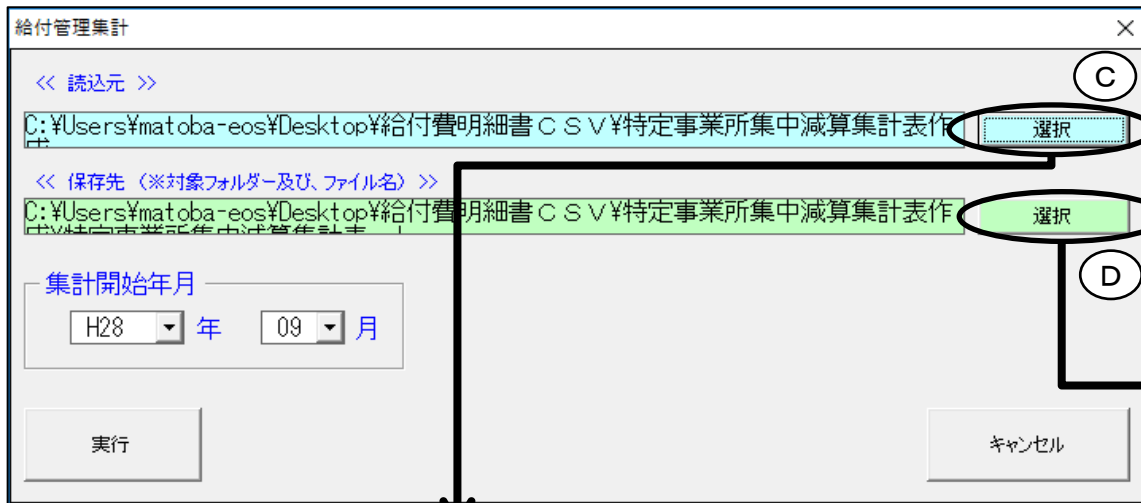 給付管理集計
<< 読込元 >>
C
C:¥Users¥matoba-eos¥Desktop¥給付費明細書ＣＳＶ¥特定事業所集中減算集計表作
選択
<< 保存先 （※対象フォルダー及び、ファイル名） >>
C:¥Users¥matoba-eos¥Desktop¥給付費明細書ＣＳＶ¥特定事業所集中減算集計表作
選択
D
集計開始年月
H28 年 09 月
実行
キャンセル